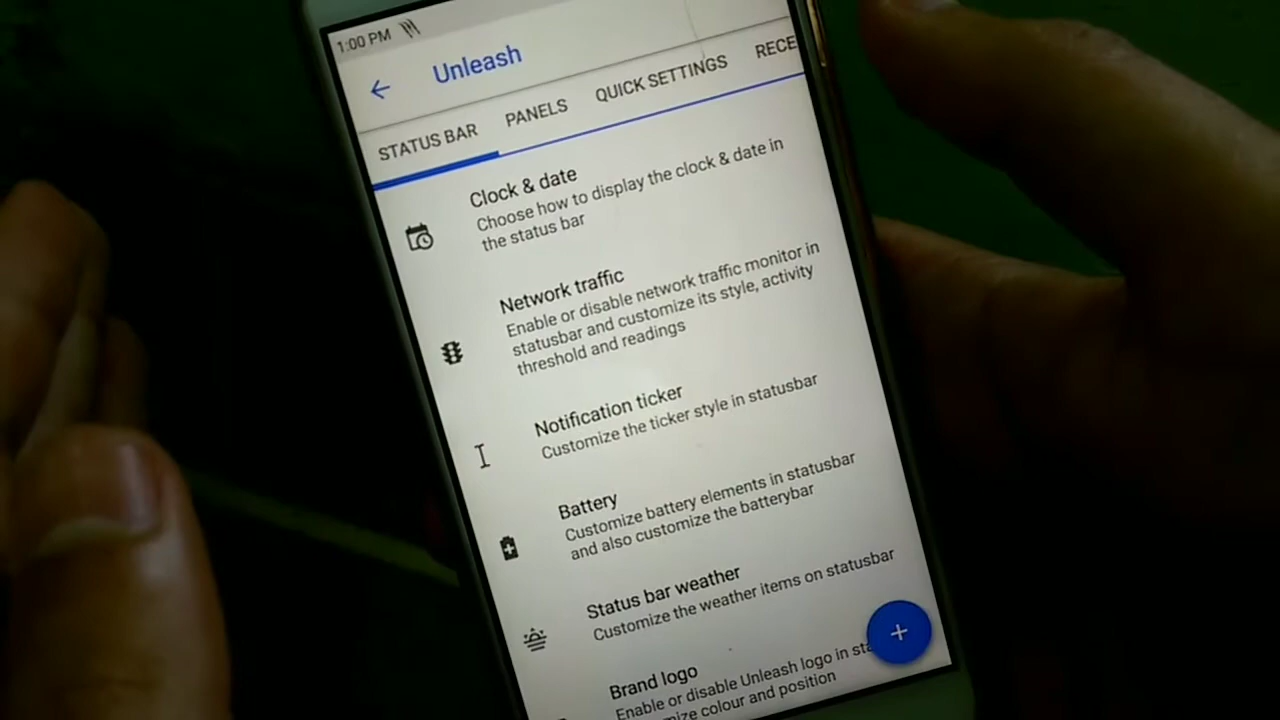 1:00 PM
Unleash
STATUS BAR PANELS QUICK SETTINGS RECE
Clock & date
Choose how to display the clock & date in
the status bar
Network traffic
Enable or disable network traffic monitor in
statusbar and customize its style, activity
threshold and readings
Notification ticker
Customize the ticker style in statusbar
Battery
Customize battery elements in statusbar
and also customize the batterybar
Status bar weather
Customize the weather items on statusbar
Brand logo
Enable or disable Unleash logo in sta
mize colour and position